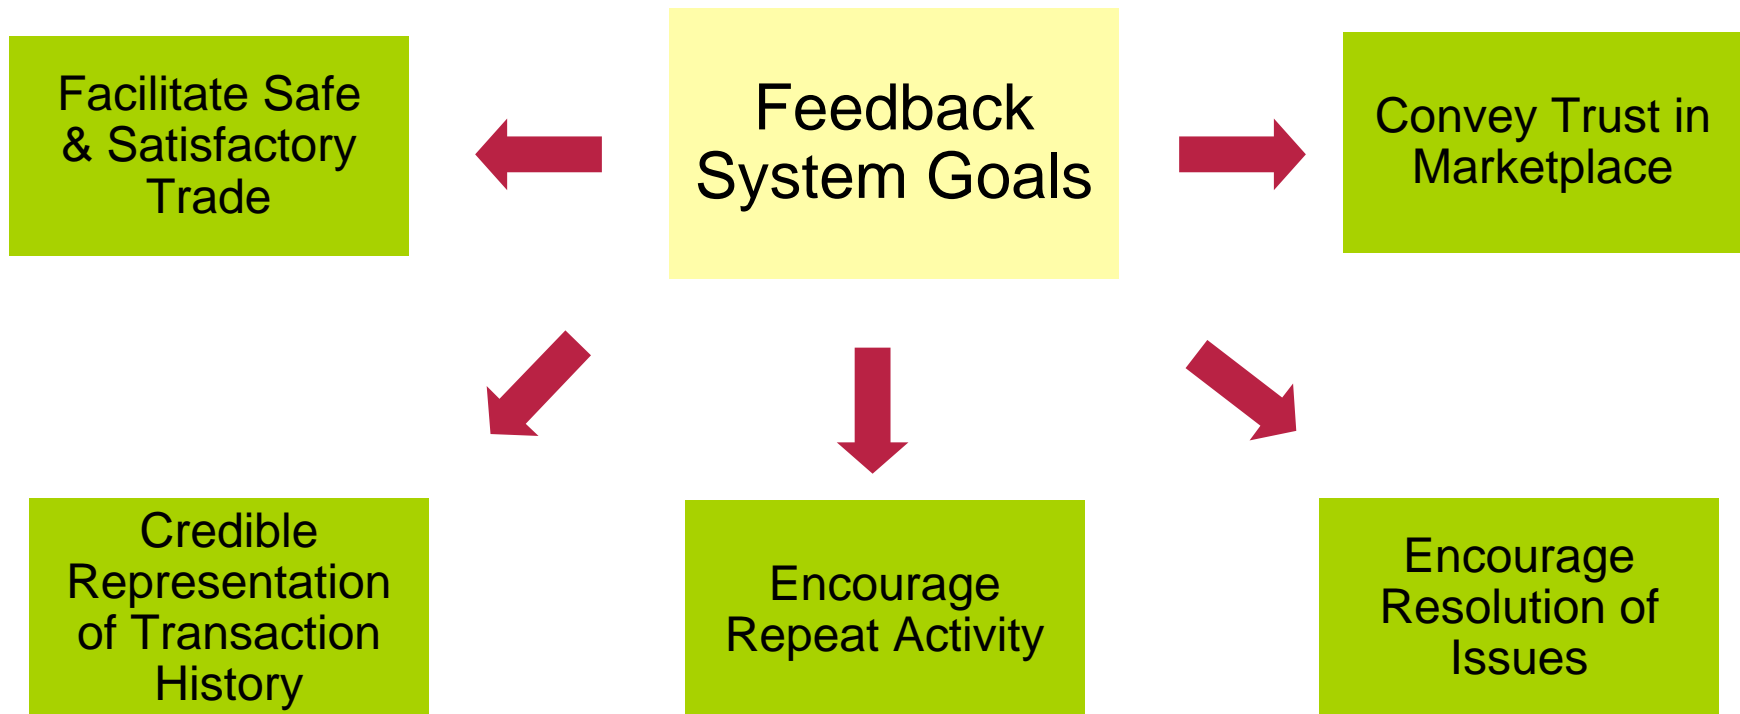 Facilitate Safe
& Satisfactory
Trade
Feedback
System Goals
Convey Trust in
Marketplace
Credible
Representation
of Transaction
History
Encourage
Repeat Activity
Encourage
Resolution of
Issues